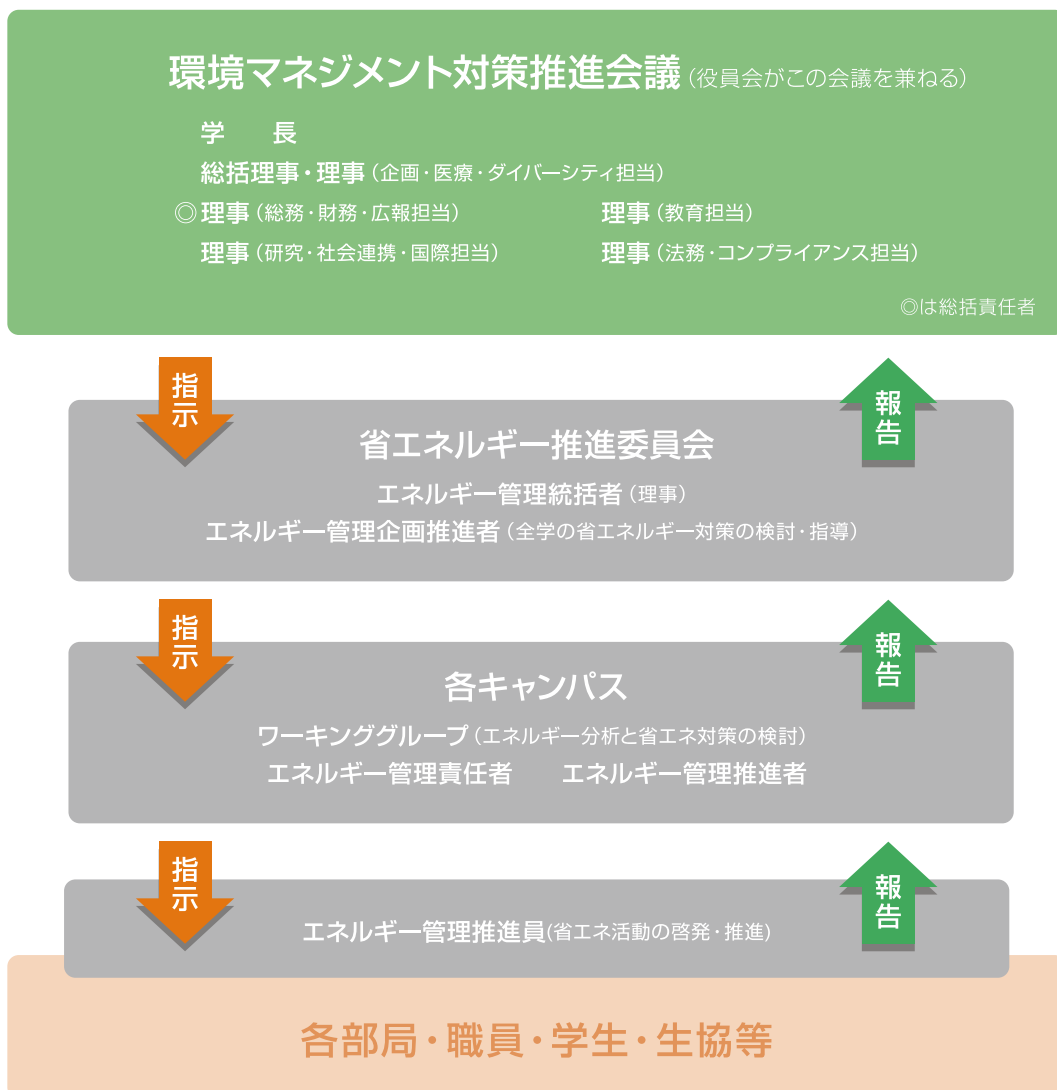 環境マネジメント対策推進会議（役員会がこの会議を兼ねる）
学　　長
総括理事・理事（企画・医療・ダイバーシティ担当）
◎理事（総務・財務・広報担当）　理事（教育担当）
理事（研究・社会連携・国際担当）　理事（法務・コンプライアンス担当）
◎は総括責任者
指示
報告
省エネルギー推進委員会
エネルギー管理統括者（理事）
エネルギー管理企画推進者（全学の省エネルギー対策の検討・指導）
指示
報告
各キャンパス
ワーキンググループ（エネルギー分析と省エネ対策の検討）
エネルギー管理責任者　エネルギー管理推進者
指示
報告
エネルギー管理推進員(省エネ活動の啓発・推進)
各部局・職員・学生・生協等